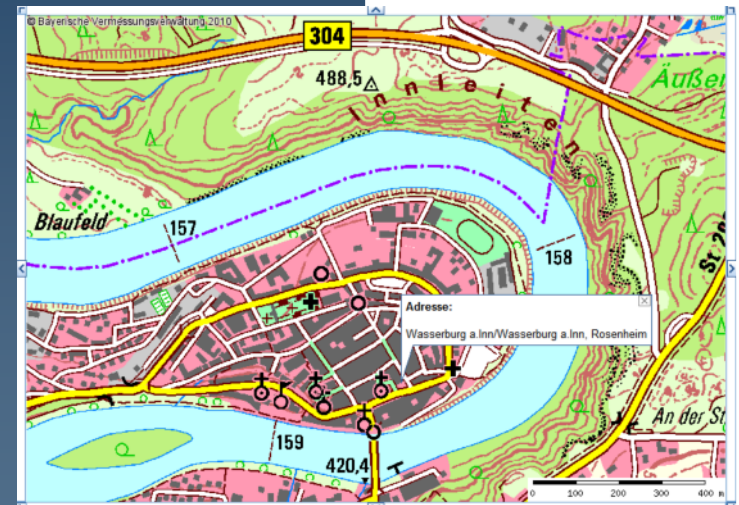 © Bayerische Vermessungsverwaltung 2010
304
488,5
Innleiten
Äußer
Blaufeld
157
158
Adresse:
Wasserburg a.Inn/Wasserburg a.Inn, Rosenheim
An der St
159
420,4
0 100 200 300 400 m